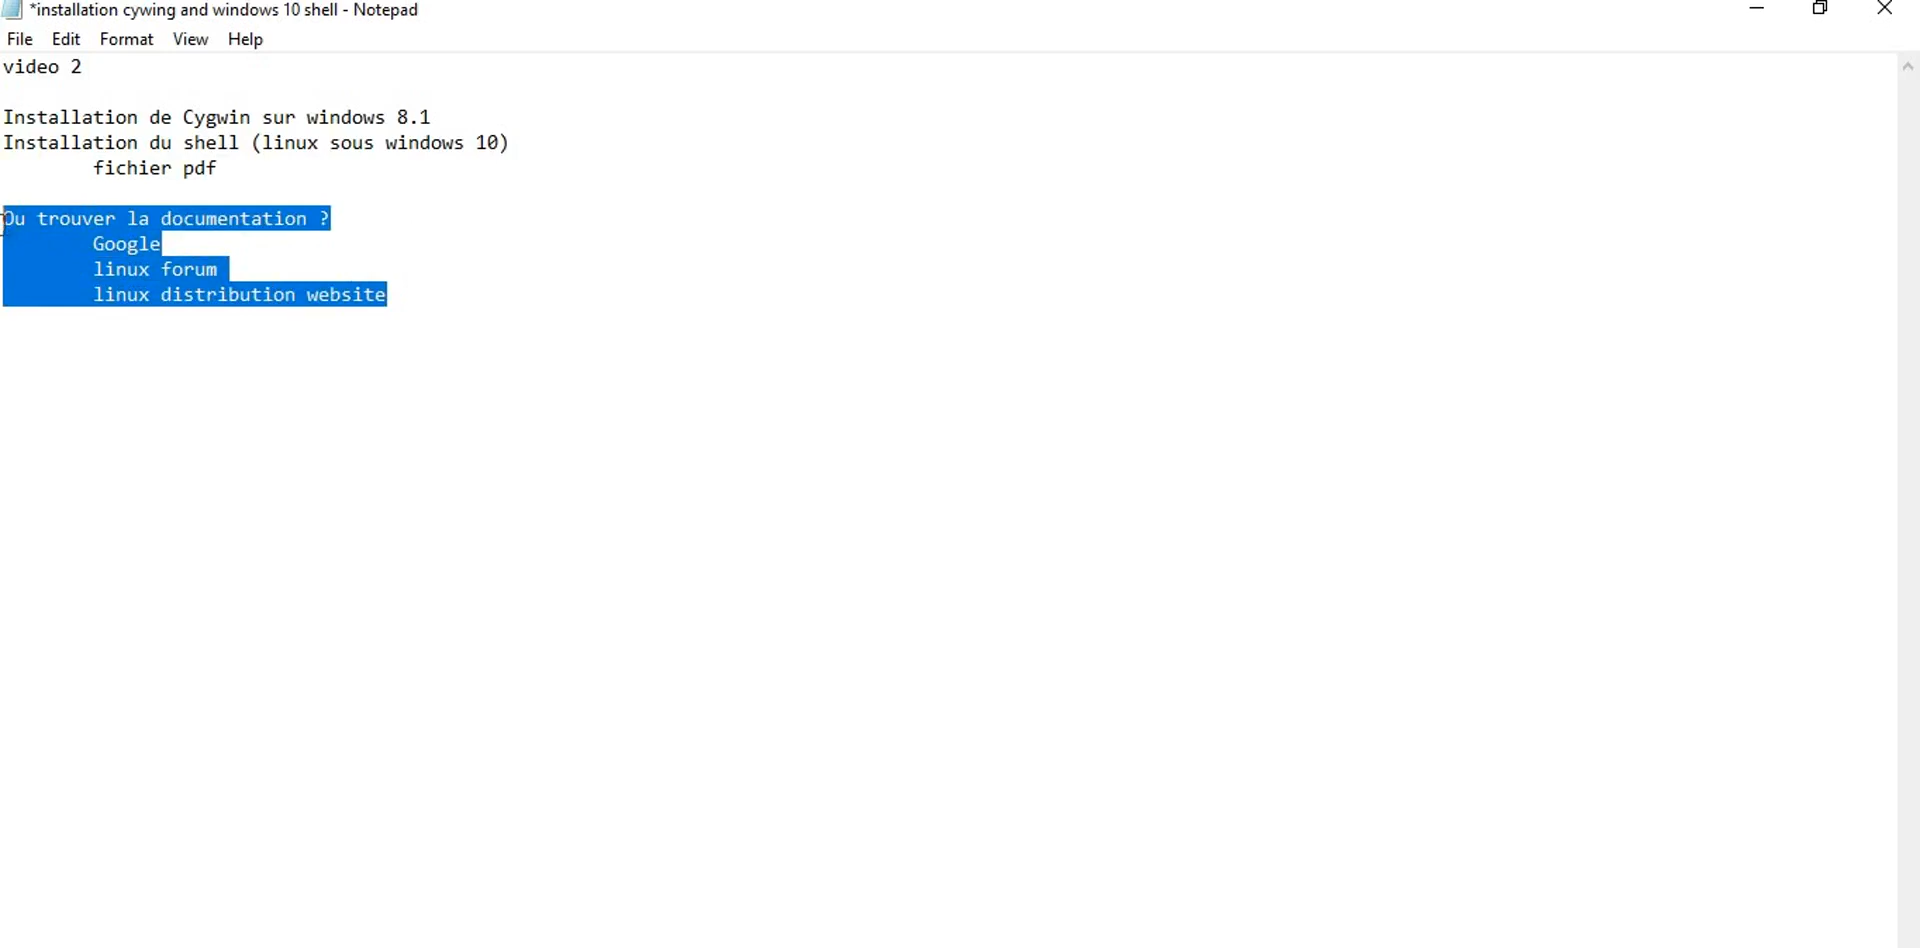 *installation cywing and windows 10 shell - Notepad
File Edit Format View Help
video 2
Installation de Cygwin sur windows 8.1
Installation du shell (linux sous windows 10)
fichier pdf
Ou trouver la documentation ?
Google
linux forum
linux distribution website